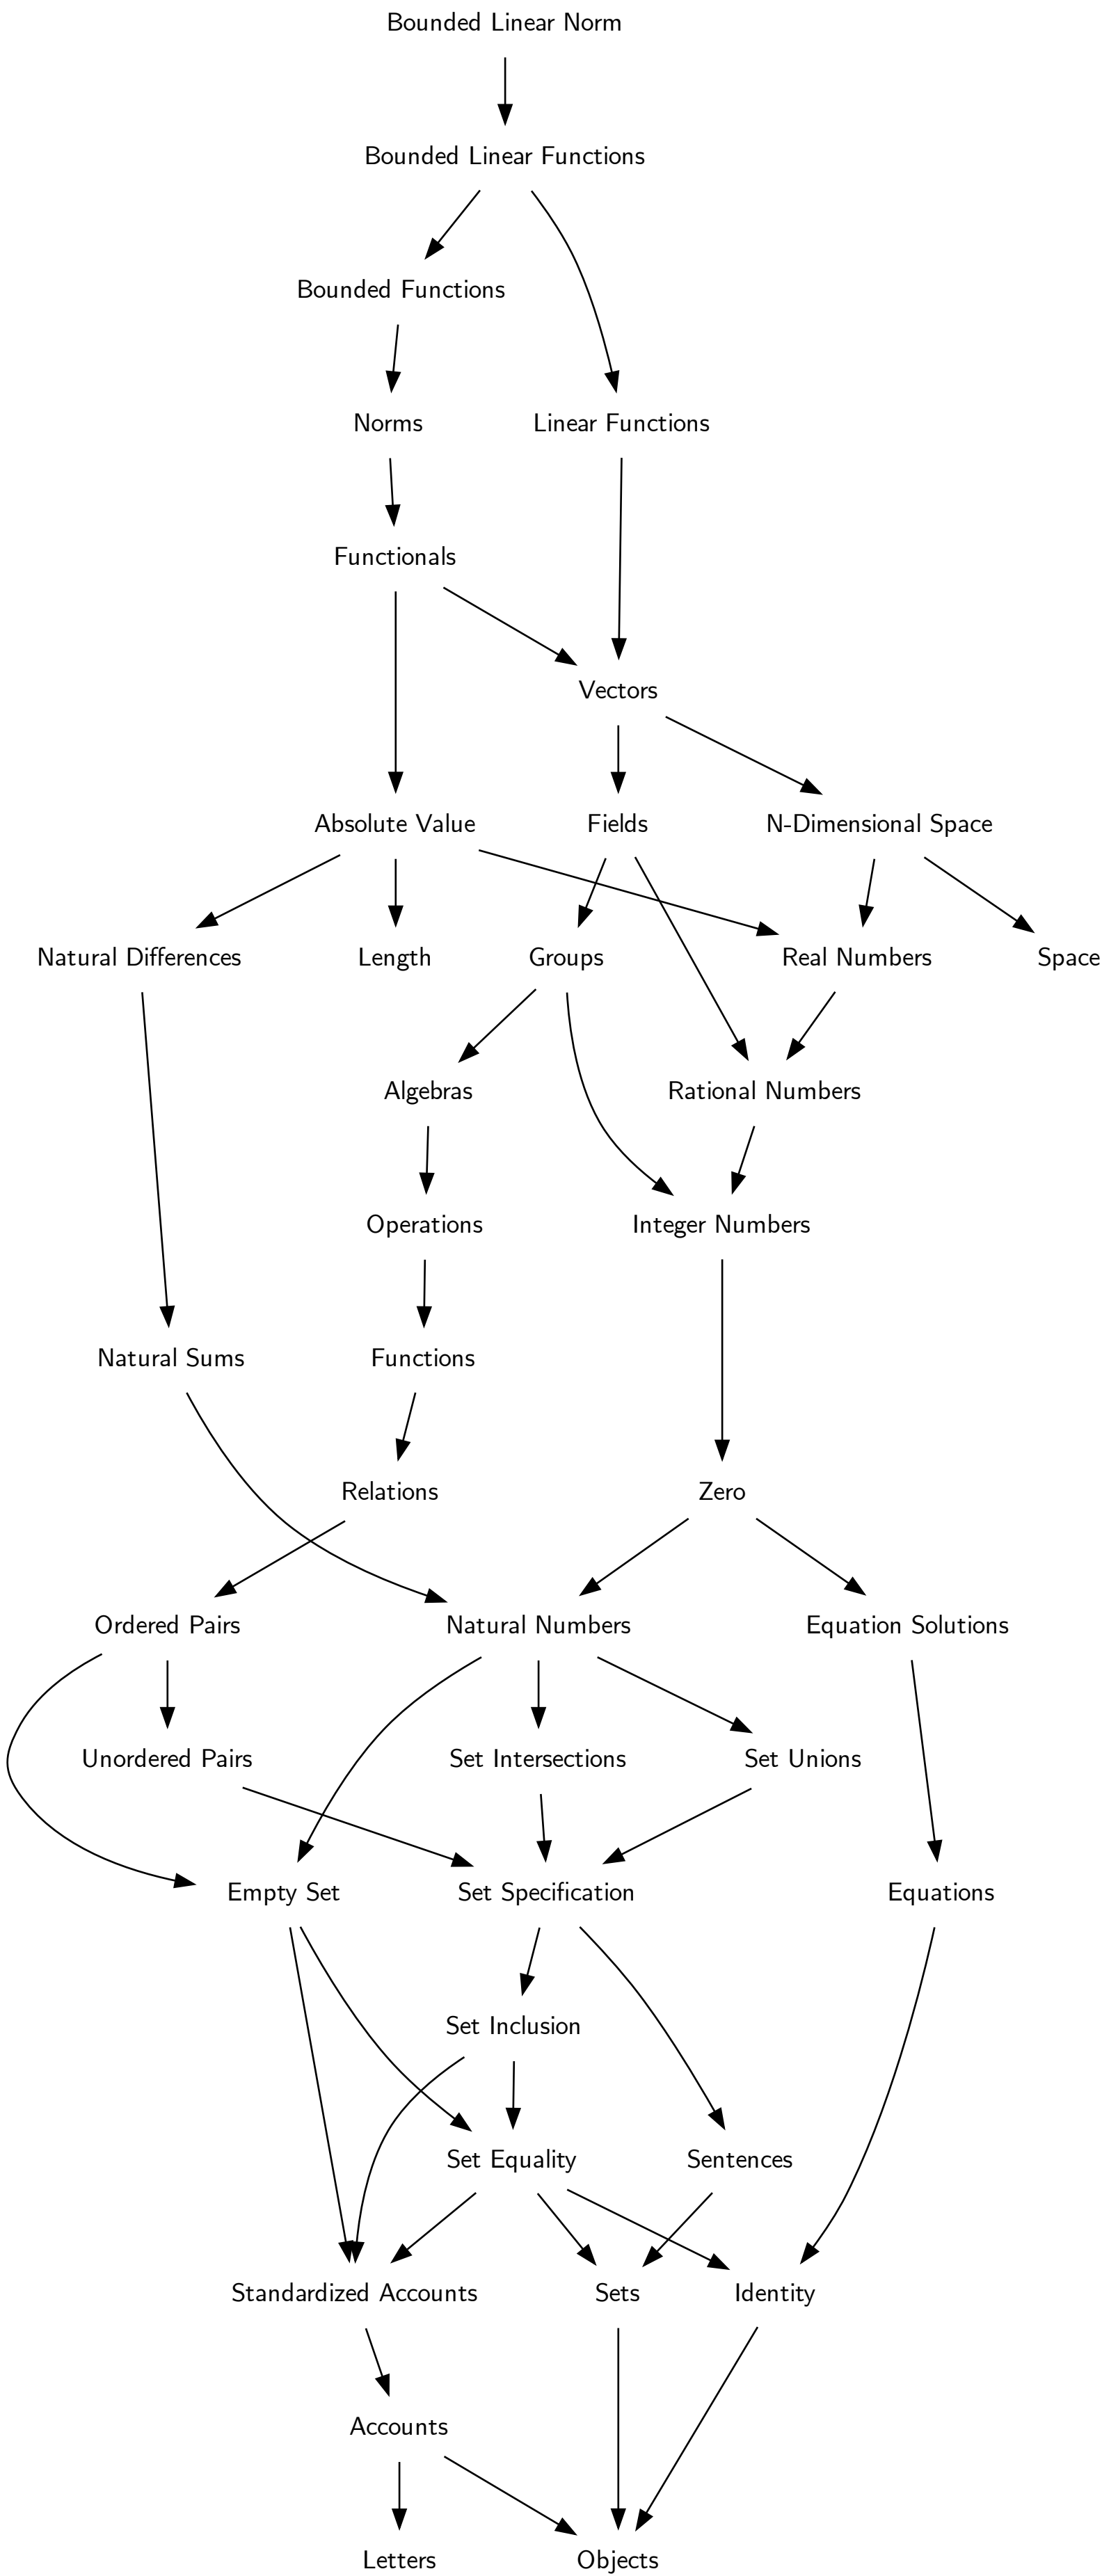 Bounded Linear Norm
Bounded Linear Functions
Bounded Functions
Norms
Linear Functions
Functionals
Vectors
Absolute Value
Fields
N-Dimensional Space
Natural Differences
Length
Groups
Real Numbers
Space
Algebras
Rational Numbers
Operations
Integer Numbers
Natural Sums
Functions
Relations
Zero
Ordered Pairs
Natural Numbers
Equation Solutions
Unordered Pairs
Set Intersections
Set Unions
Empty Set
Set Specification
Equations
Set Inclusion
Set Equality
Sentences
Standardized Accounts
Sets
Identity
Accounts
Letters
Objects